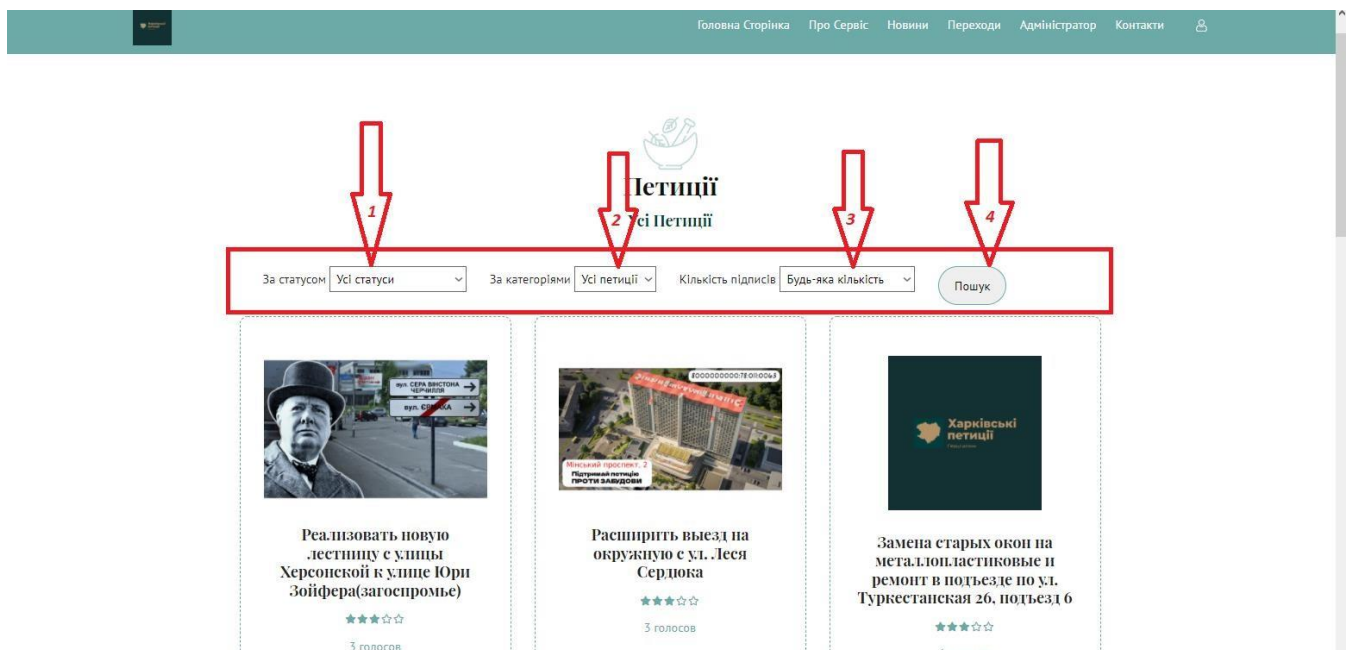 Головна Сторінка Про Сервіс Новини Переходи Адміністратор Контакти
Петиції
Усі Петиції
1
2
3
4
За статусом Усі статуси За категоріями Усі петиції Кількість підписів Будь-яка кількість Пошук
вул. СЕРА ВІНСТОНА
ЧЕРЧИЛЛЯ
вул. ЄРМАКА
Мінський проспект, 2
Підтримай петицію
ПРОТИ ЗАБУДОВИ
Харківські
петиції
Реализовать новую
лестницу с улицы
Херсонской к улице Юри
Зойфера(загоспромье)
3 голосов
Расширить выезд на
окружную с ул. Леся
Сердюка
3 голосов
Замена старых окон на
металлопластиковые и
ремонт в подъезде по ул.
Туркестанская 26, подъезд 6